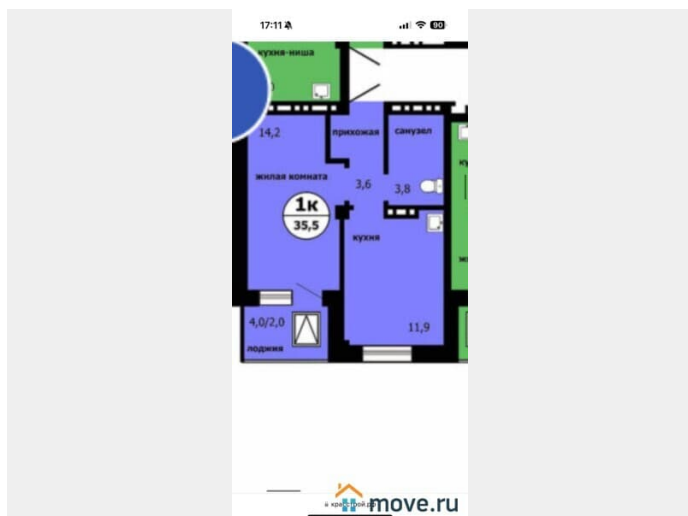 17:11
90
кухня-ниша
14,2
прихожая
санузел
жилая комната
3,6
3,8
1к
35,5
кухня
4,0/2,0
11,9
лоджия
move.ru